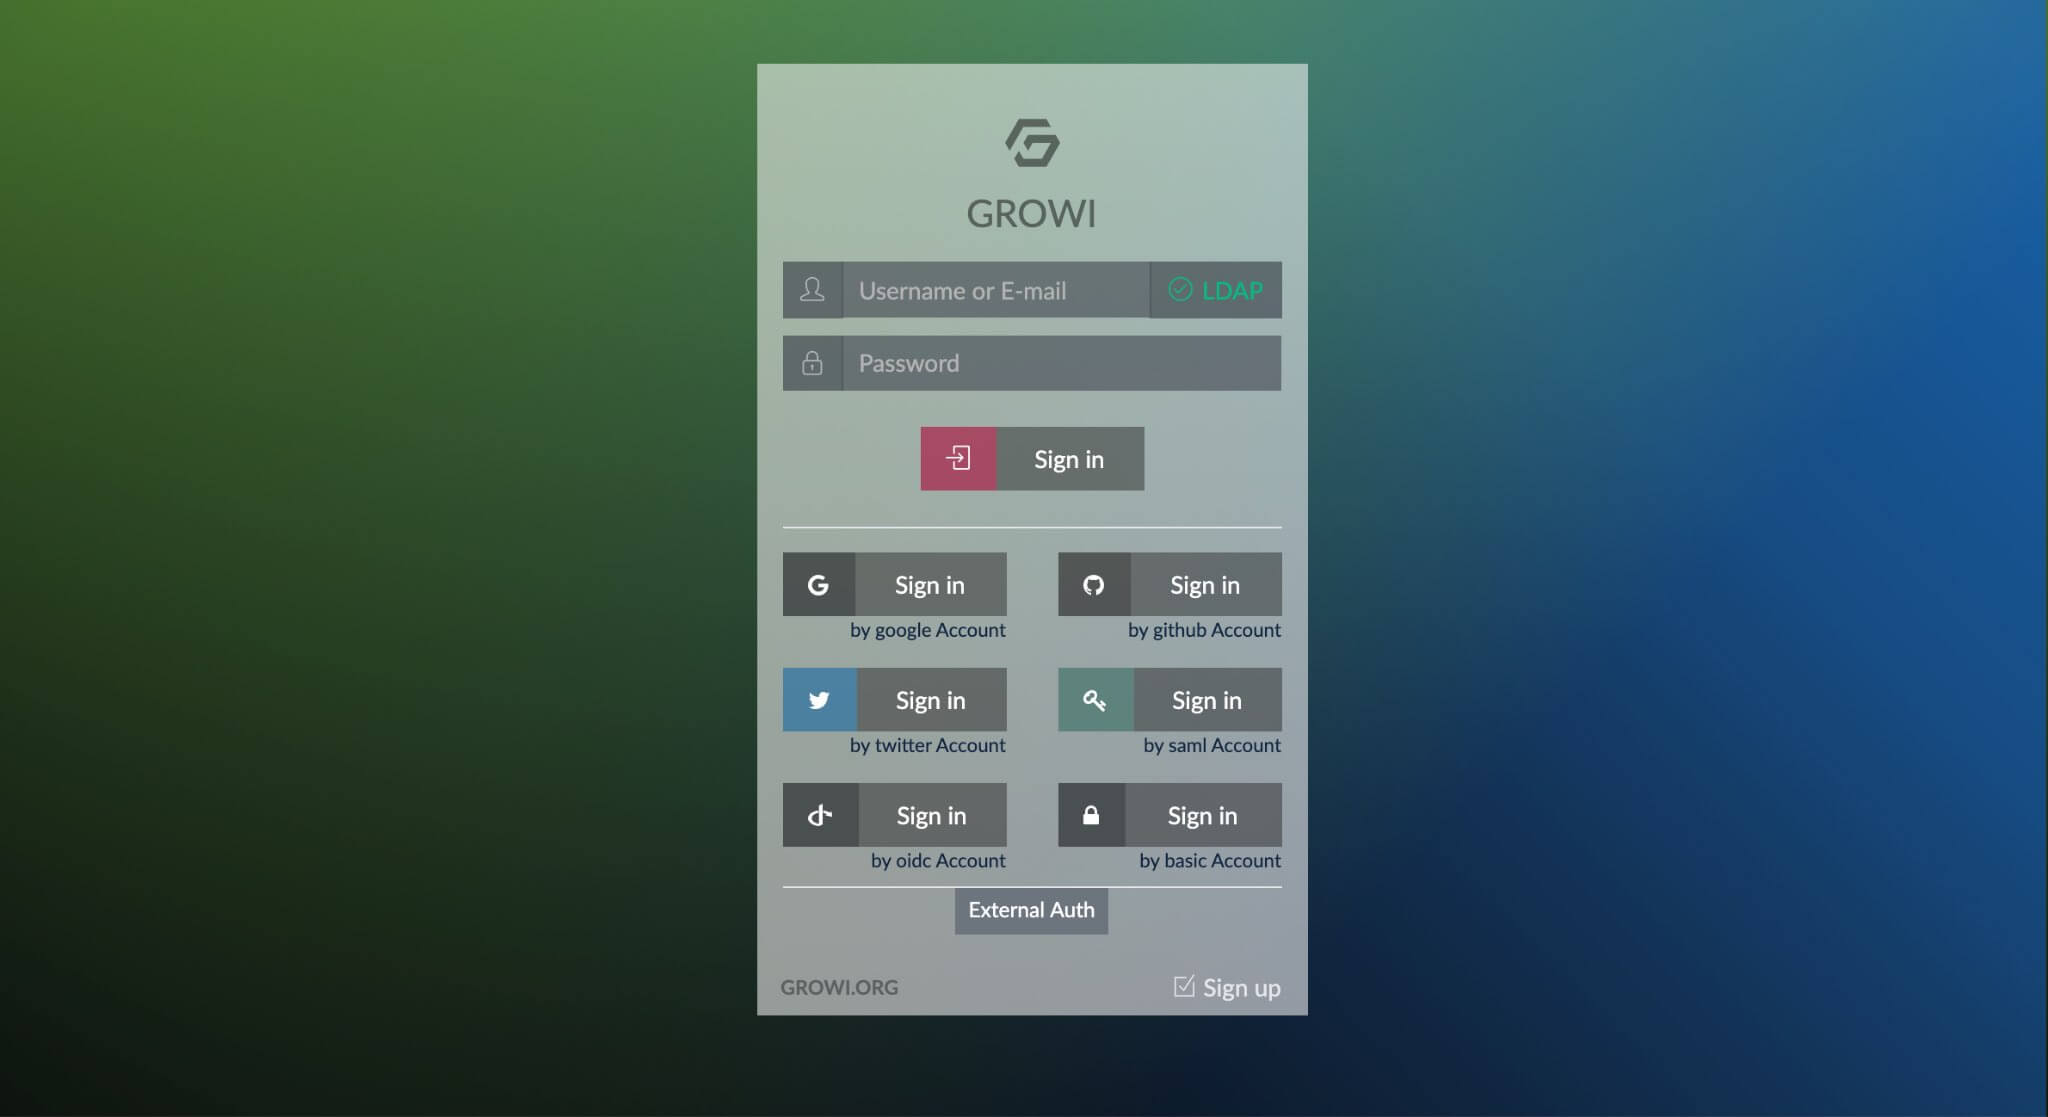 GROWI
Username or E-mail LDAP
Password
Sign in
Sign in Sign in
by google Account by github Account
Sign in Sign in
by twitter Account by saml Account
Sign in Sign in
by oidc Account by basic Account
External Auth
GROWI.ORG Sign up